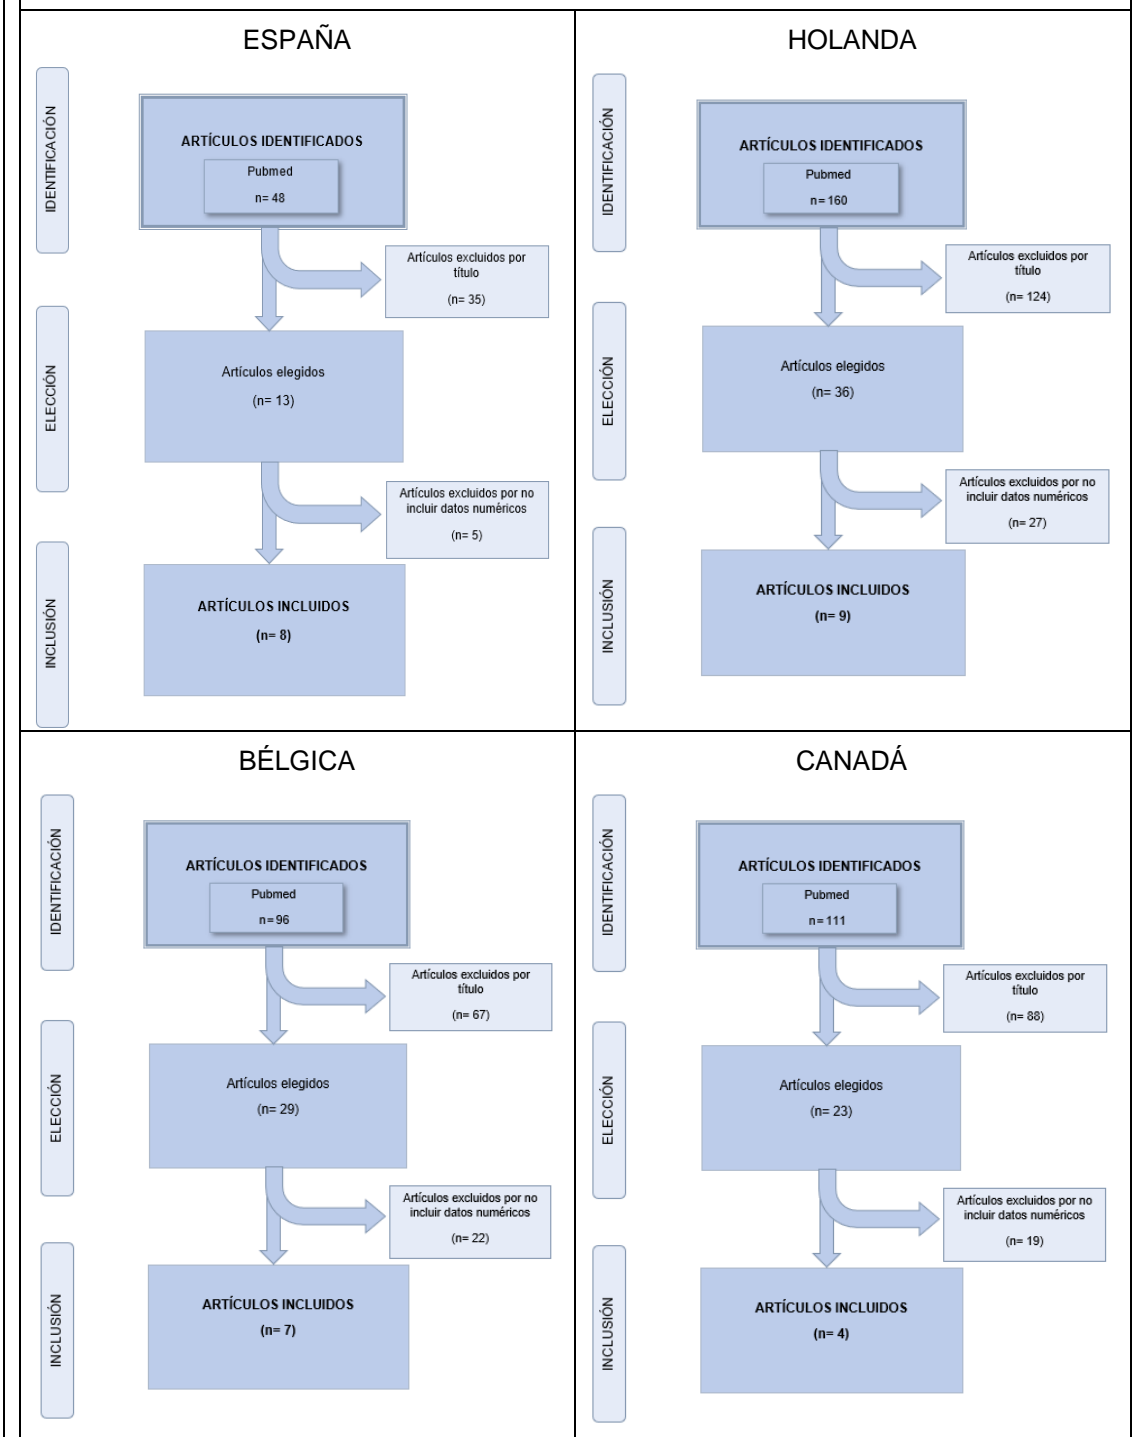 ESPAÑA
IDENTIFICACIÓN
ARTÍCULOS IDENTIFICADOS
Pubmed
n= 48
Artículos excluidos por
título
(n= 35)
ELECCIÓN
Artículos elegidos
(n= 13)
Artículos excluidos por no
incluir datos numéricos
(n= 5)
INCLUSIÓN
ARTÍCULOS INCLUIDOS
(n= 8)
HOLANDA
IDENTIFICACIÓN
ARTÍCULOS IDENTIFICADOS
Pubmed
n= 160
Artículos excluidos por
título
(n= 124)
ELECCIÓN
Artículos elegidos
(n= 36)
Artículos excluidos por no
incluir datos numéricos
(n= 27)
INCLUSIÓN
ARTÍCULOS INCLUIDOS
(n= 9)
BÉLGICA
IDENTIFICACIÓN
ARTÍCULOS IDENTIFICADOS
Pubmed
n= 96
Artículos excluidos por
título
(n= 67)
ELECCIÓN
Artículos elegidos
(n= 29)
Artículos excluidos por no
incluir datos numéricos
(n= 22)
INCLUSIÓN
ARTÍCULOS INCLUIDOS
(n= 7)
CANADÁ
IDENTIFICACIÓN
ARTÍCULOS IDENTIFICADOS
Pubmed
n= 111
Artículos excluidos por
título
(n= 88)
ELECCIÓN
Artículos elegidos
(n= 23)
Artículos excluidos por no
incluir datos numéricos
(n= 19)
INCLUSIÓN
ARTÍCULOS INCLUIDOS
(n= 4)